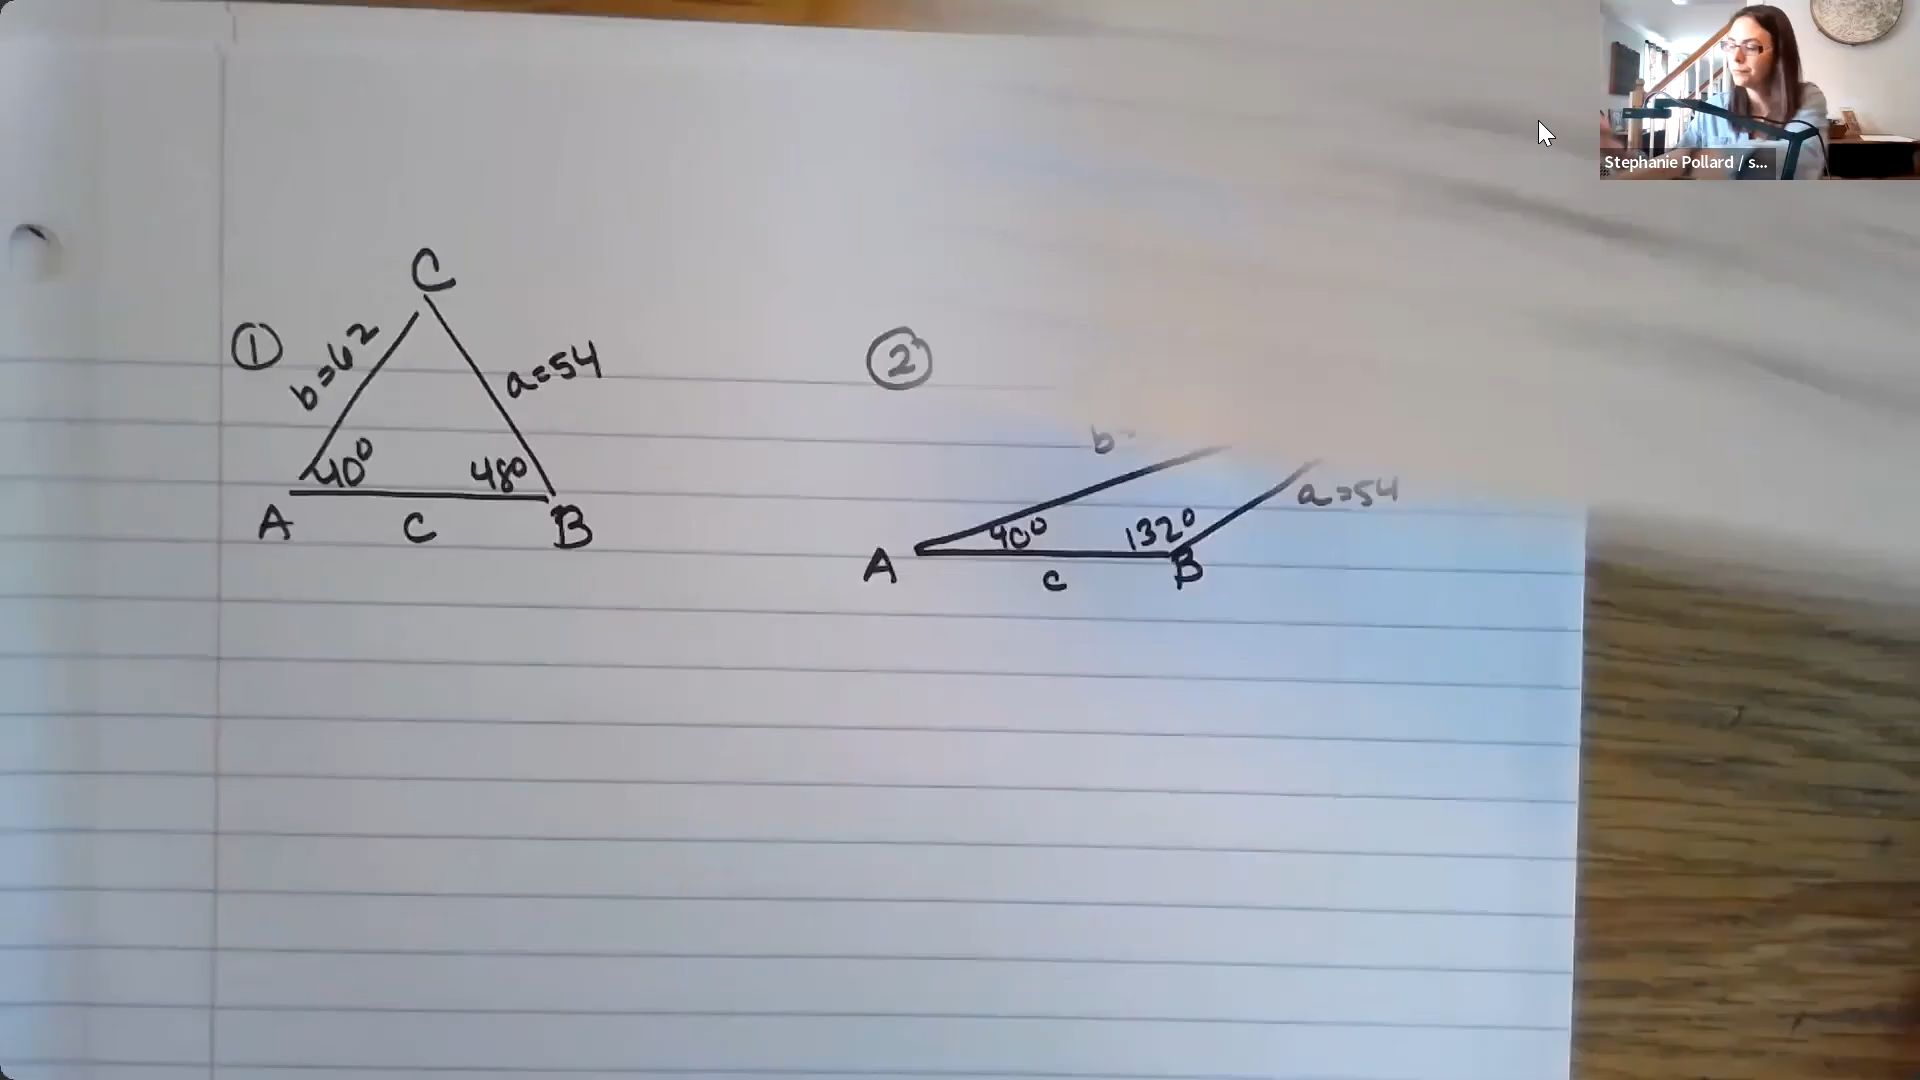 Stephanie Pollard / s...
C
①
b=62
a=54
40°
48°
A
c
B
②
b
a=54
40°
132°
A
c
B